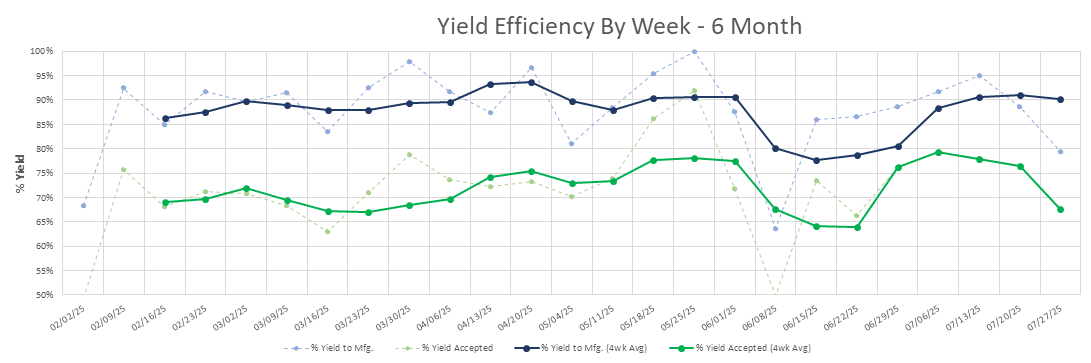 Yield Efficiency By Week - 6 Month
% Yield
100%
95%
90%
85%
80%
75%
70%
65%
60%
55%
50%
02/02/25 02/09/25 02/16/25 02/23/25 03/02/25 03/09/25 03/16/25 03/23/25 03/30/25 04/06/25 04/13/25 04/20/25 05/04/25 05/11/25 05/18/25 05/25/25 06/01/25 06/08/25 06/15/25 06/22/25 06/29/25 07/06/25 07/13/25 07/20/25 07/27/25
% Yield to Mfg. % Yield Accepted % Yield to Mfg. (4wk Avg) % Yield Accepted (4wk Avg)